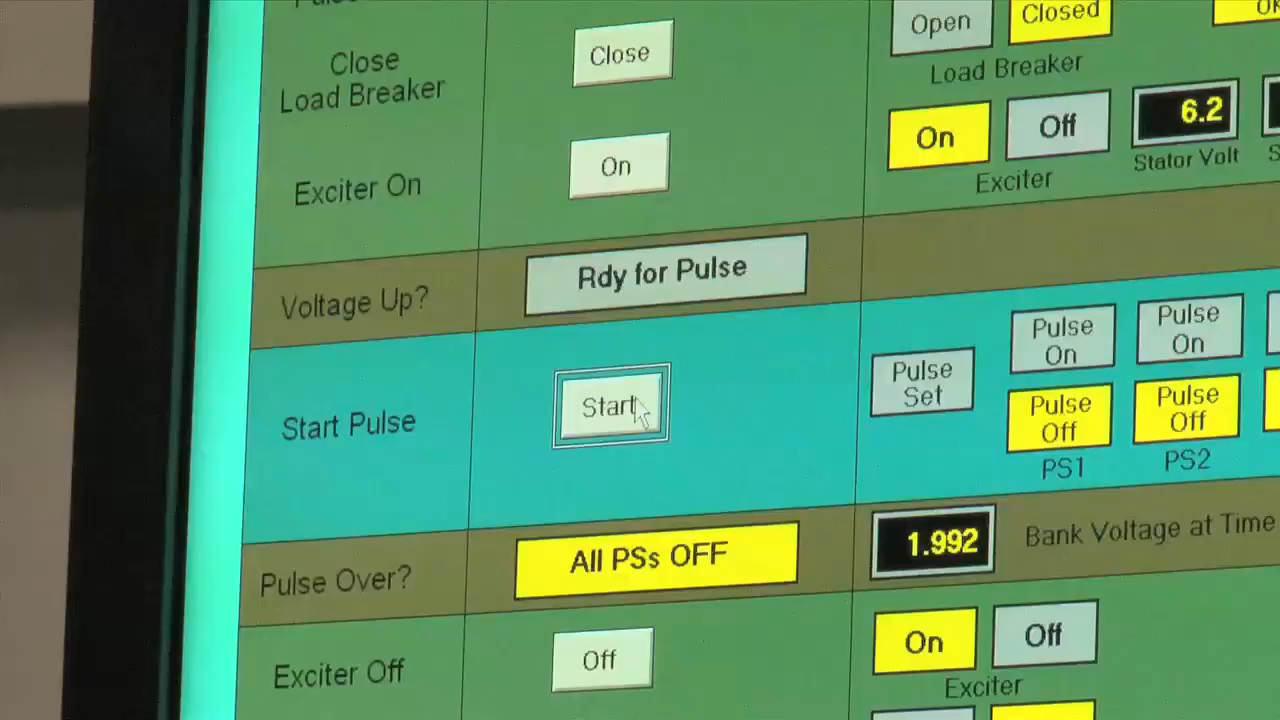 Close
Load Breaker
Close
Open
Closed
Load Breaker
Exciter On
On
On
Off
Exciter
6.2
Stator Volt
Voltage Up?
Rdy for Pulse
Start Pulse
Start
Pulse
Set
Pulse
On
Pulse
Off
PS1
Pulse
On
Pulse
Off
PS2
Pulse Over?
All PSs OFF
1.992
Bank Voltage at Time
Exciter Off
Off
On
Off
Exciter